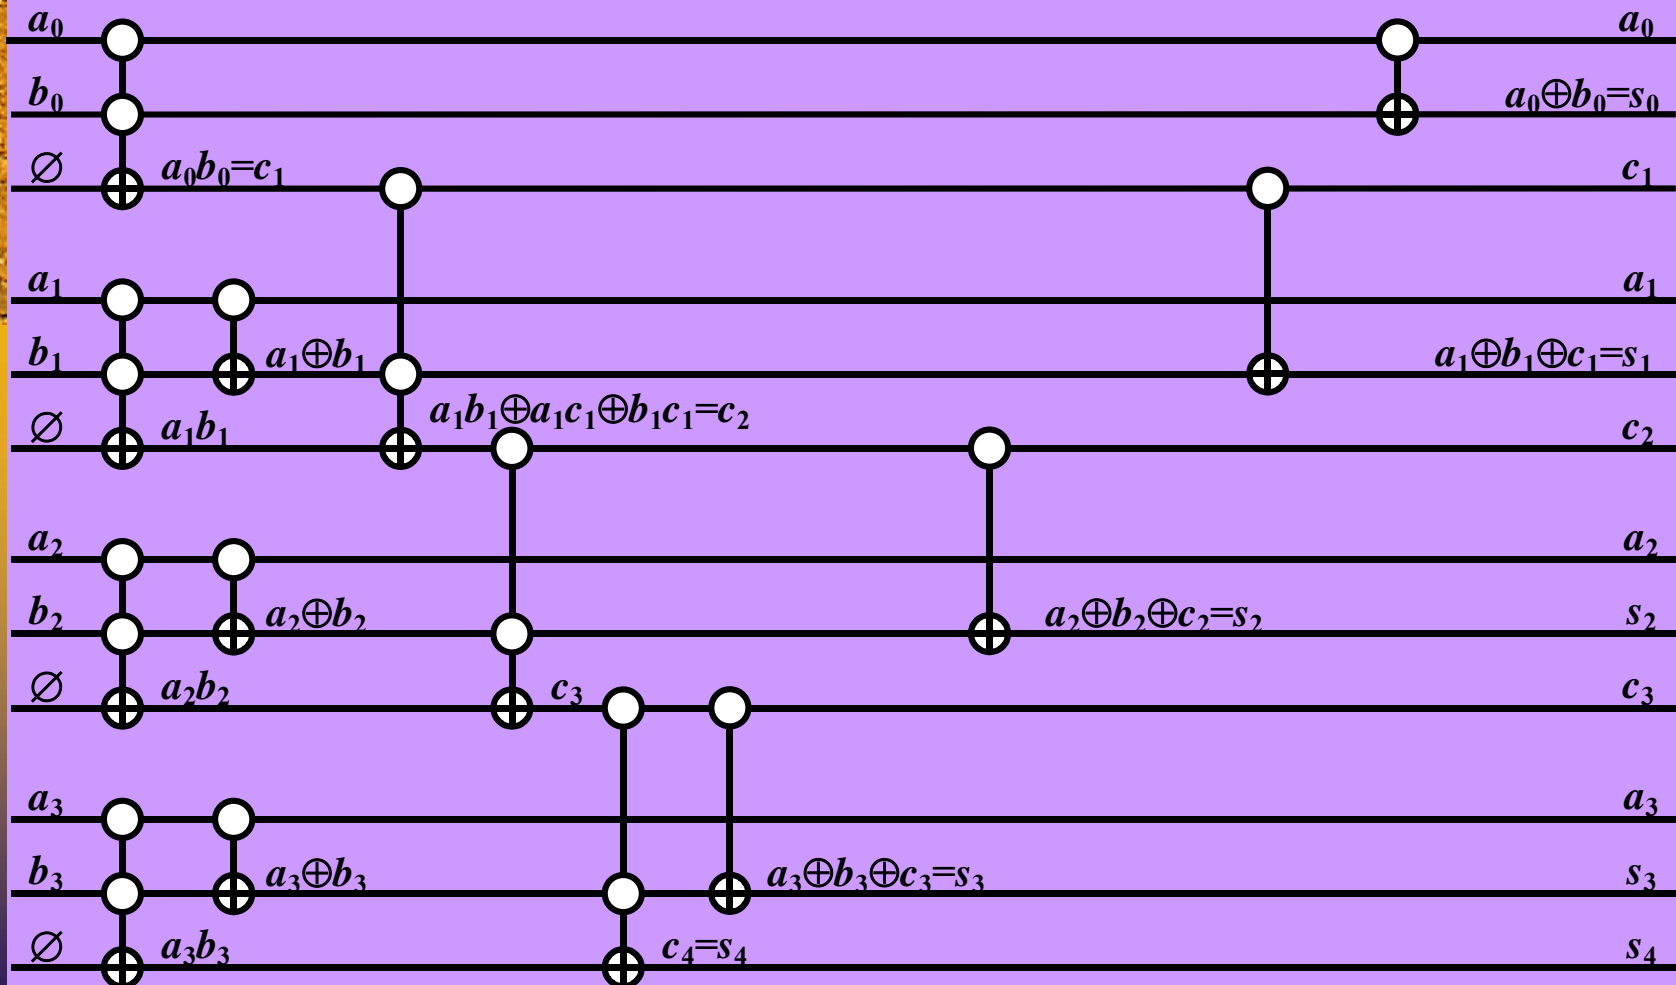 a₀ a₀
b₀ a₀⊕b₀=s₀
∅ a₀b₀=c₁ c₁
a₁ a₁
b₁ a₁⊕b₁ a₁⊕b₁⊕c₁=s₁
a₁b₁⊕a₁c₁⊕b₁c₁=c₂
∅ a₁b₁ c₂
a₂ a₂
b₂ a₂⊕b₂ a₂⊕b₂⊕c₂=s₂ s₂
∅ a₂b₂ c₃ c₃
a₃ a₃
b₃ a₃⊕b₃ a₃⊕b₃⊕c₃=s₃ s₃
∅ a₃b₃ c₄=s₄ s₄